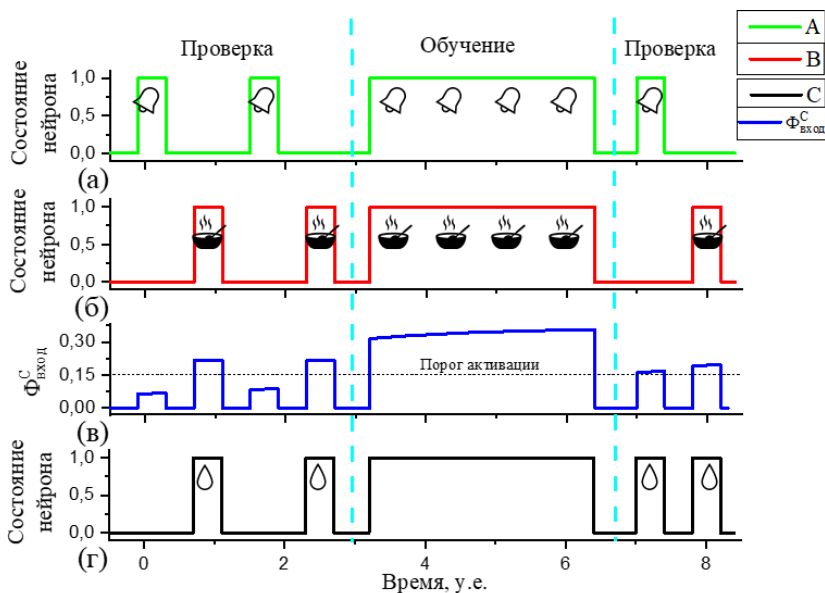 Проверка
Обучение
Проверка
A
B
C
Φ^C_вход
Состояние нейрона
1,0
0,5
0,0
(а)
Состояние нейрона
1,0
0,5
0,0
(б)
Φ^C_вход
0,30
0,15
0,00
Порог активации
(в)
Состояние нейрона
1,0
0,5
0,0
(г)
0
2
4
6
8
Время, у.е.